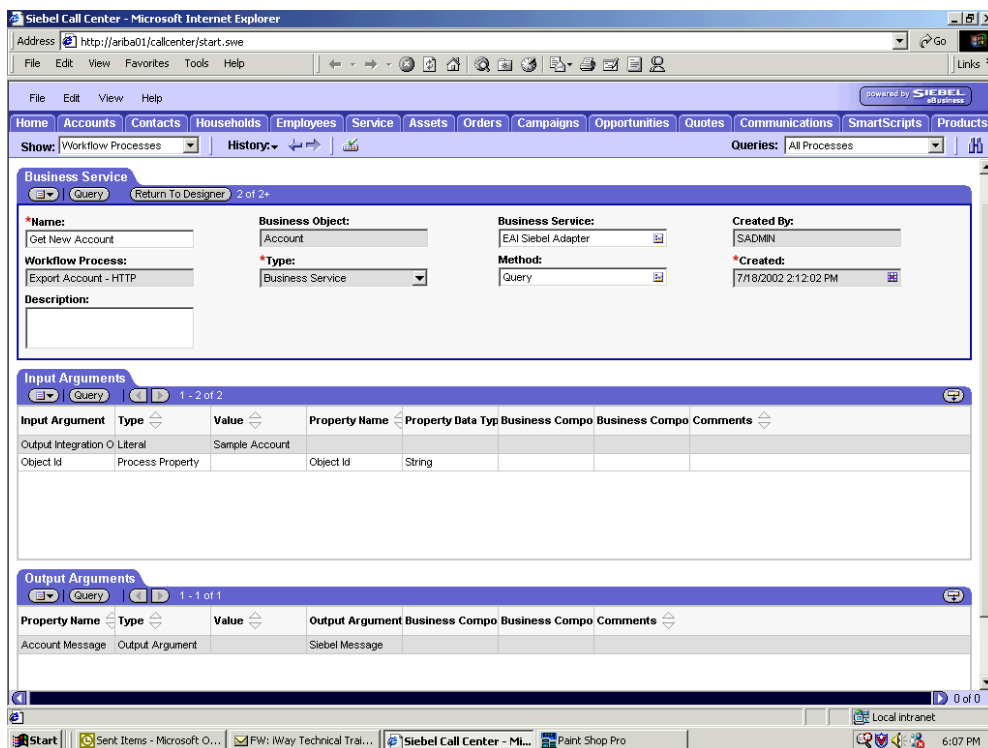 Siebel Call Center - Microsoft Internet Explorer
Address http://ariba01/callcenter/start.swe Go
File Edit View Favorites Tools Help Links
File Edit View Help powered by SIEBEL eBusiness
Home Accounts Contacts Households Employees Service Assets Orders Campaigns Opportunities Quotes Communications SmartScripts Products
Show: Workflow Processes History: Queries: All Processes
Business Service
Query Return To Designer 2 of 2+
*Name: Business Object: Business Service: Created By:
Get New Account Account EAI Siebel Adapter SADMIN
Workflow Process: *Type: Method: *Created:
Export Account - HTTP Business Service Query 7/18/2002 2:12:02 PM
Description:
Input Arguments
Query 1 - 2 of 2
Input Argument Type Value Property Name Property Data Typ Business Compo Business Compo Comments
Output Integration O Literal Sample Account
Object Id Process Property Object Id String
Output Arguments
Query 1 - 1 of 1
Property Name Type Value Output Argument Business Compo Business Compo Comments
Account Message Output Argument Siebel Message
0 of 0
Local intranet
Start Sent Items - Microsoft O... FW: iWay Technical Trai... Siebel Call Center - Mi... Paint Shop Pro 6:07 PM